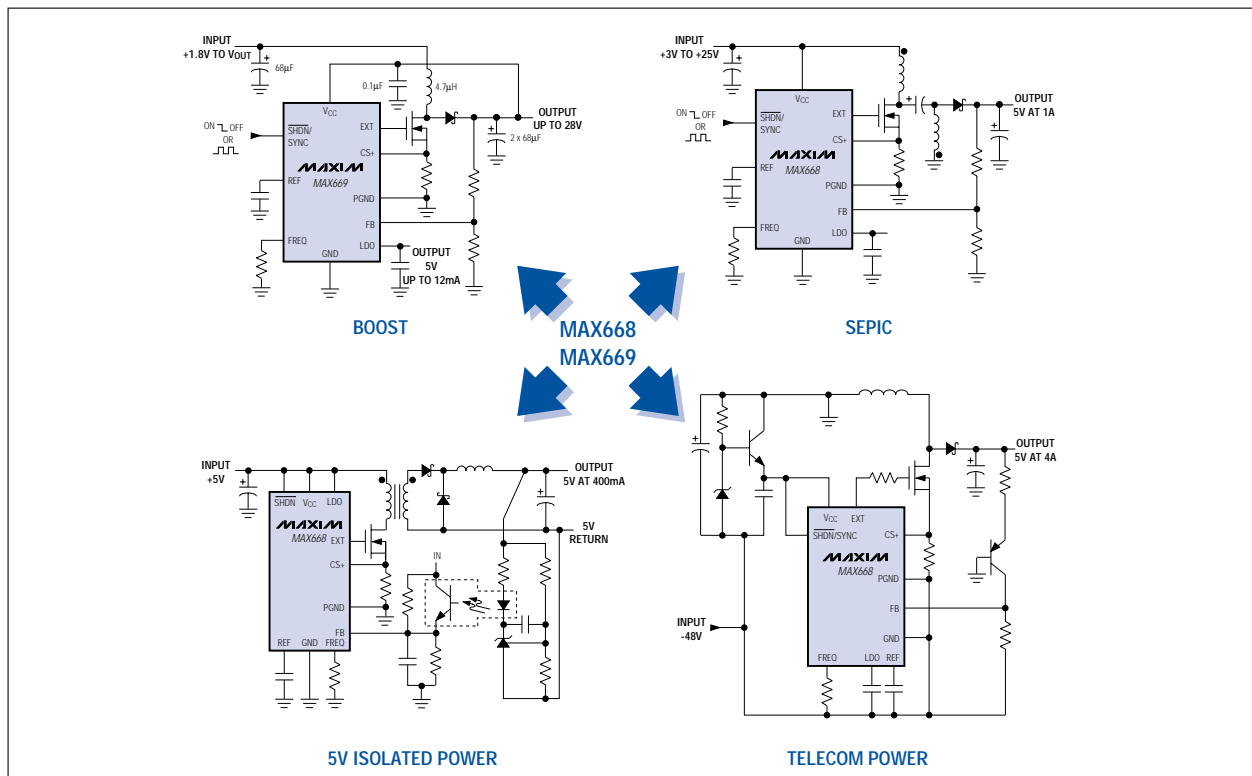 INPUT
+1.8V TO VOUT
68µF
0.1µF
4.7µH
VCC
OUTPUT
UP TO 28V
2 x 68µF
ON OFF
OR
SHDN/
SYNC
EXT
CS+
MAXIM
MAX669
REF
PGND
FB
FREQ
LDO
GND
OUTPUT
5V
UP TO 12mA
BOOST
INPUT
+3V TO +25V
VCC
OUTPUT
5V AT 1A
ON OFF
OR
SHDN/
SYNC
EXT
CS+
MAXIM
MAX668
REF
PGND
FB
FREQ
LDO
GND
SEPIC
MAX668
MAX669
INPUT
+5V
OUTPUT
5V AT 400mA
SHDN VCC LDO
MAXIM
MAX668
EXT
CS+
5V
RETURN
IN
PGND
FB
REF GND FREQ
5V ISOLATED POWER
OUTPUT
5V AT 4A
VCC EXT
SHDN/SYNC
CS+
MAXIM
MAX668
PGND
FB
GND
INPUT
-48V
FREQ LDO REF
TELECOM POWER